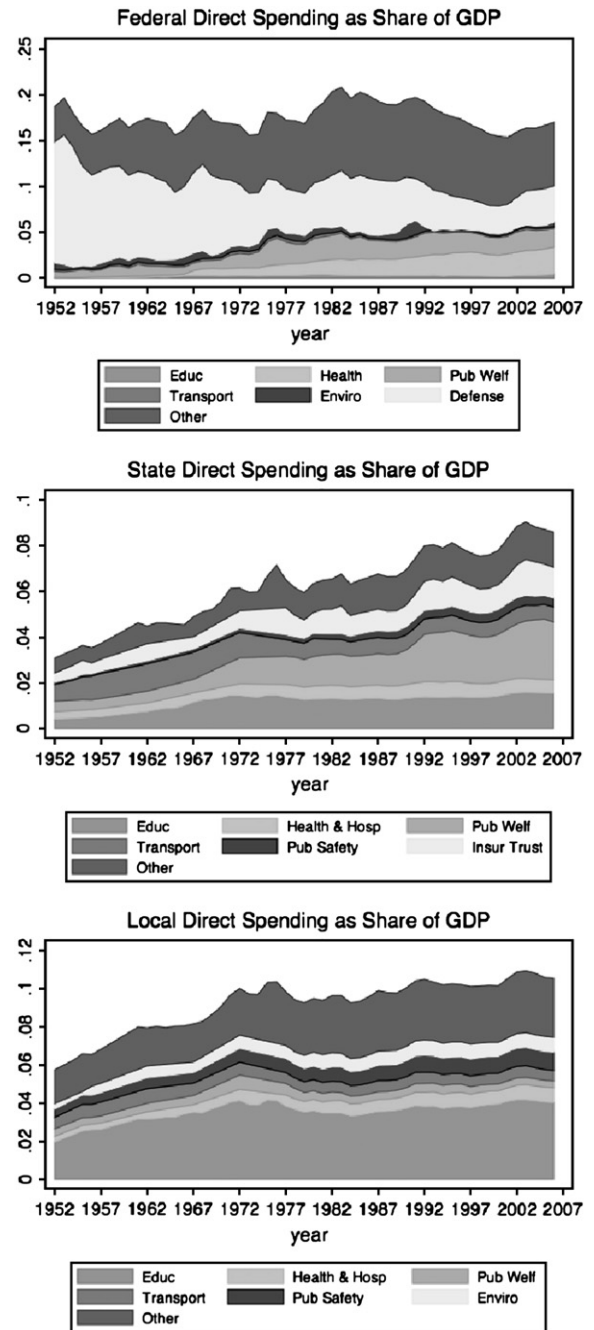 Federal Direct Spending as Share of GDP
.25
.2
.15
.1
.05
0
1952 1957 1962 1967 1972 1977 1982 1987 1992 1997 2002 2007
year
Educ Health Pub Welf
Transport Enviro Defense
Other
State Direct Spending as Share of GDP
.1
.08
.06
.04
.02
0
1952 1957 1962 1967 1972 1977 1982 1987 1992 1997 2002 2007
year
Educ Health & Hosp Pub Welf
Transport Pub Safety Insur Trust
Other
Local Direct Spending as Share of GDP
.12
.1
.08
.06
.04
.02
0
1952 1957 1962 1967 1972 1977 1982 1987 1992 1997 2002 2007
year
Educ Health & Hosp Pub Welf
Transport Pub Safety Enviro
Other